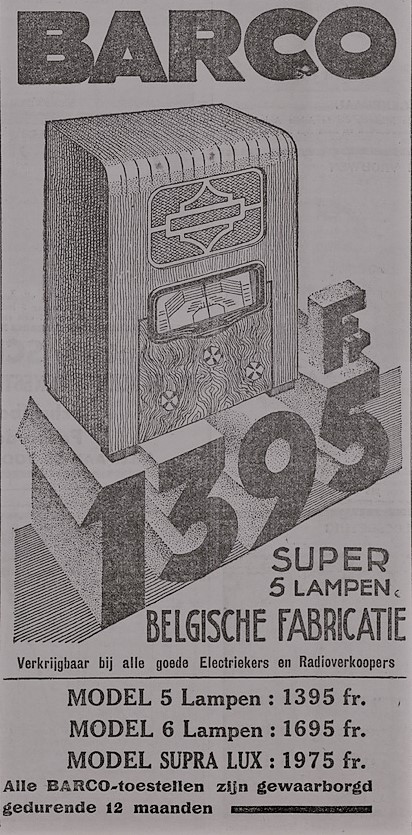 BARCO
Fr
1395
SUPER
5 LAMPEN
BELGISCHE FABRICATIE
Verkrijgbaar bij alle goede Electriekers en Radioverkoopers
MODEL 5 Lampen : 1395 fr.
MODEL 6 Lampen : 1695 fr.
MODEL SUPRA LUX : 1975 fr.
Alle BARCO-toestellen zijn gewaarborgd
gedurende 12 maanden